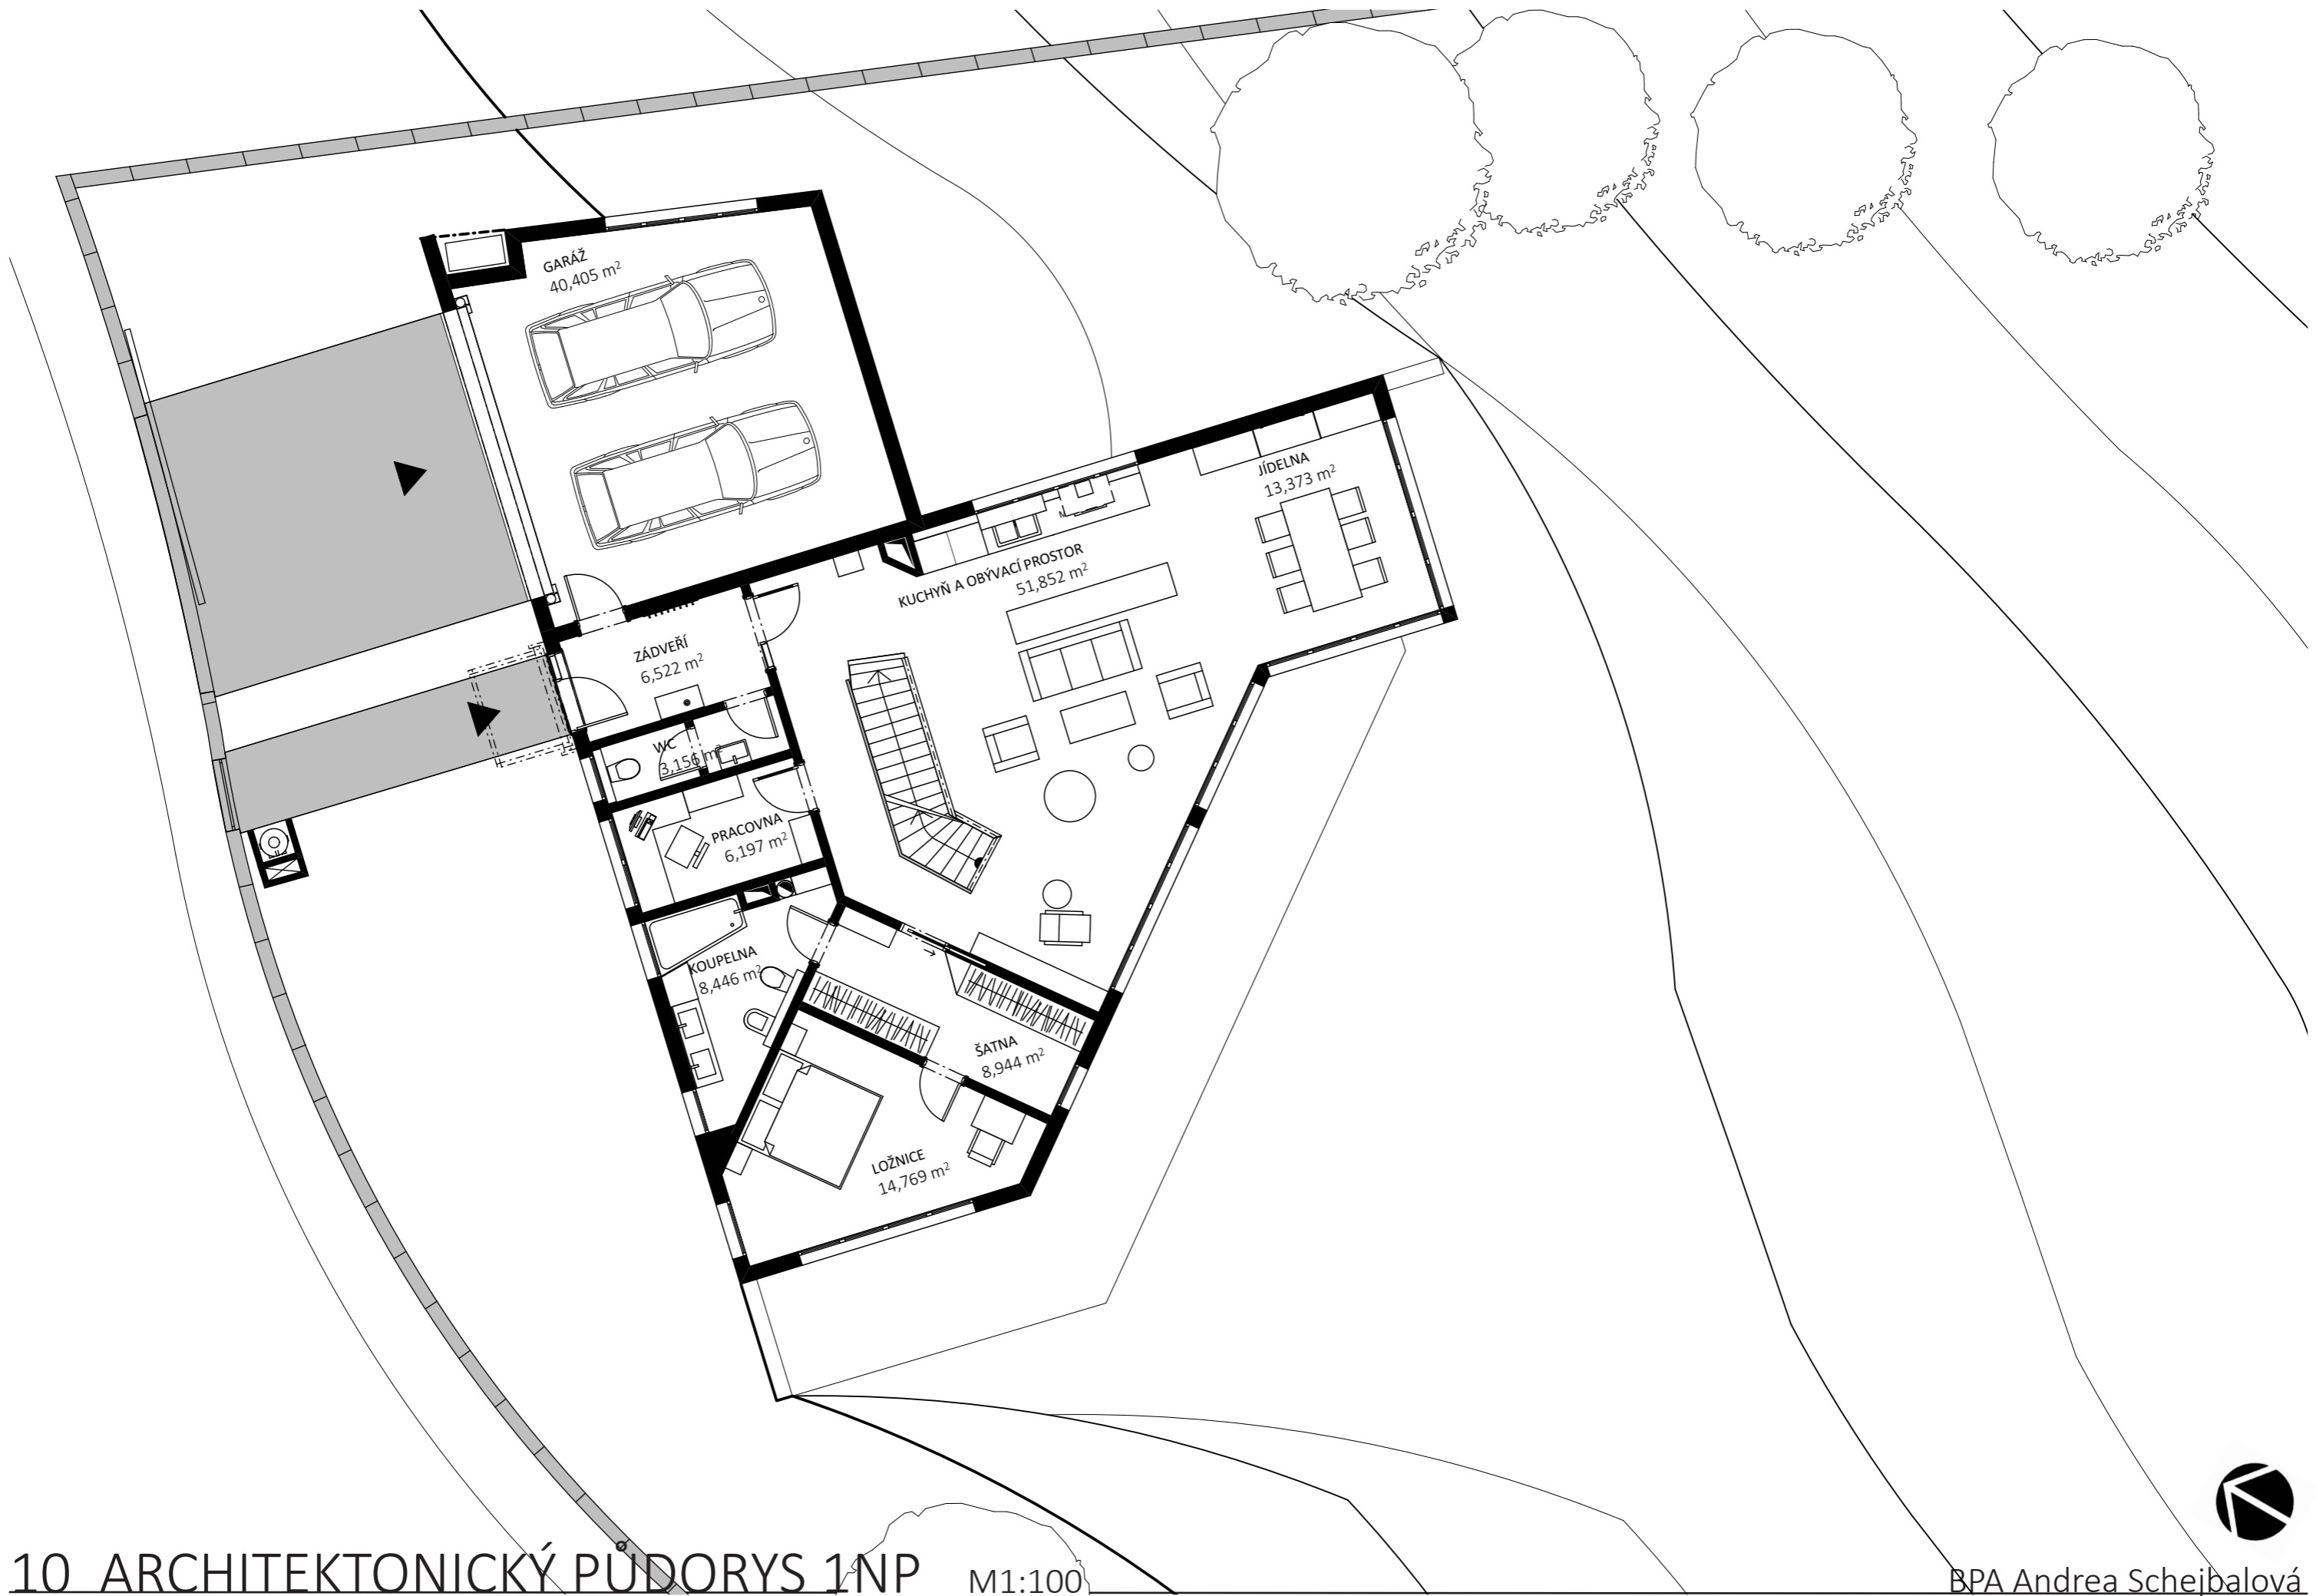 GARÁŽ
40,405 m²
JÍDELNA
13,373 m²
KUCHYŇ A OBÝVACÍ PROSTOR
51,852 m²
ZÁDVEŘÍ
6,522 m²
WC
3,156 m²
PRACOVNA
6,197 m²
KOUPELNA
8,446 m²
ŠATNA
8,944 m²
LOŽNICE
14,769 m²
10 ARCHITEKTONICKÝ PŮDORYS 1NP M1:100
BPA Andrea Schejbalová